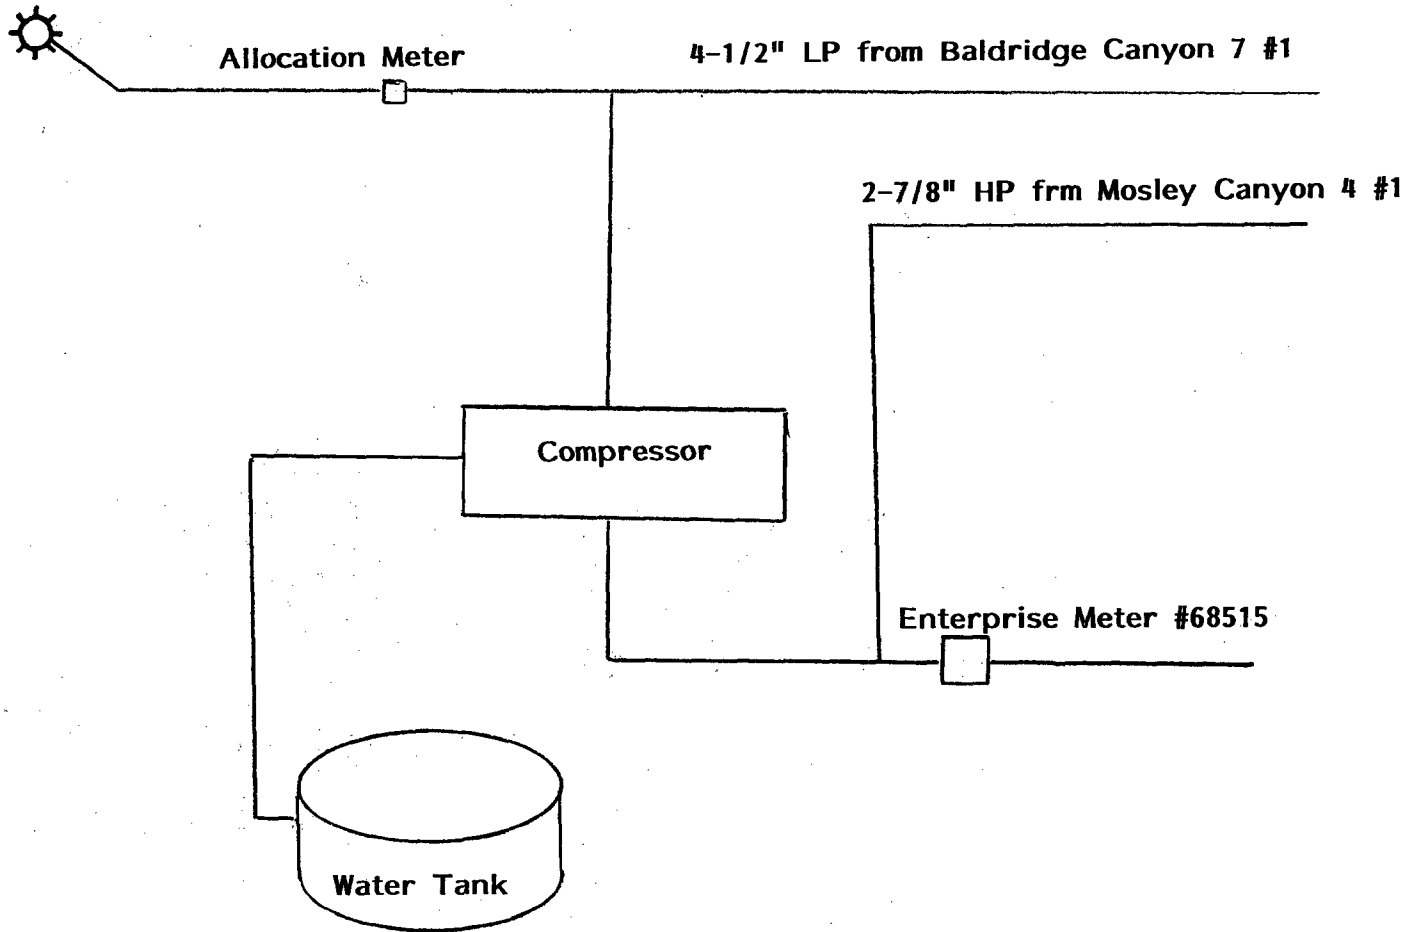 Allocation Meter
4-1/2" LP from Baldridge Canyon 7 #1
2-7/8" HP frm Mosley Canyon 4 #1
Compressor
Enterprise Meter #68515
Water Tank